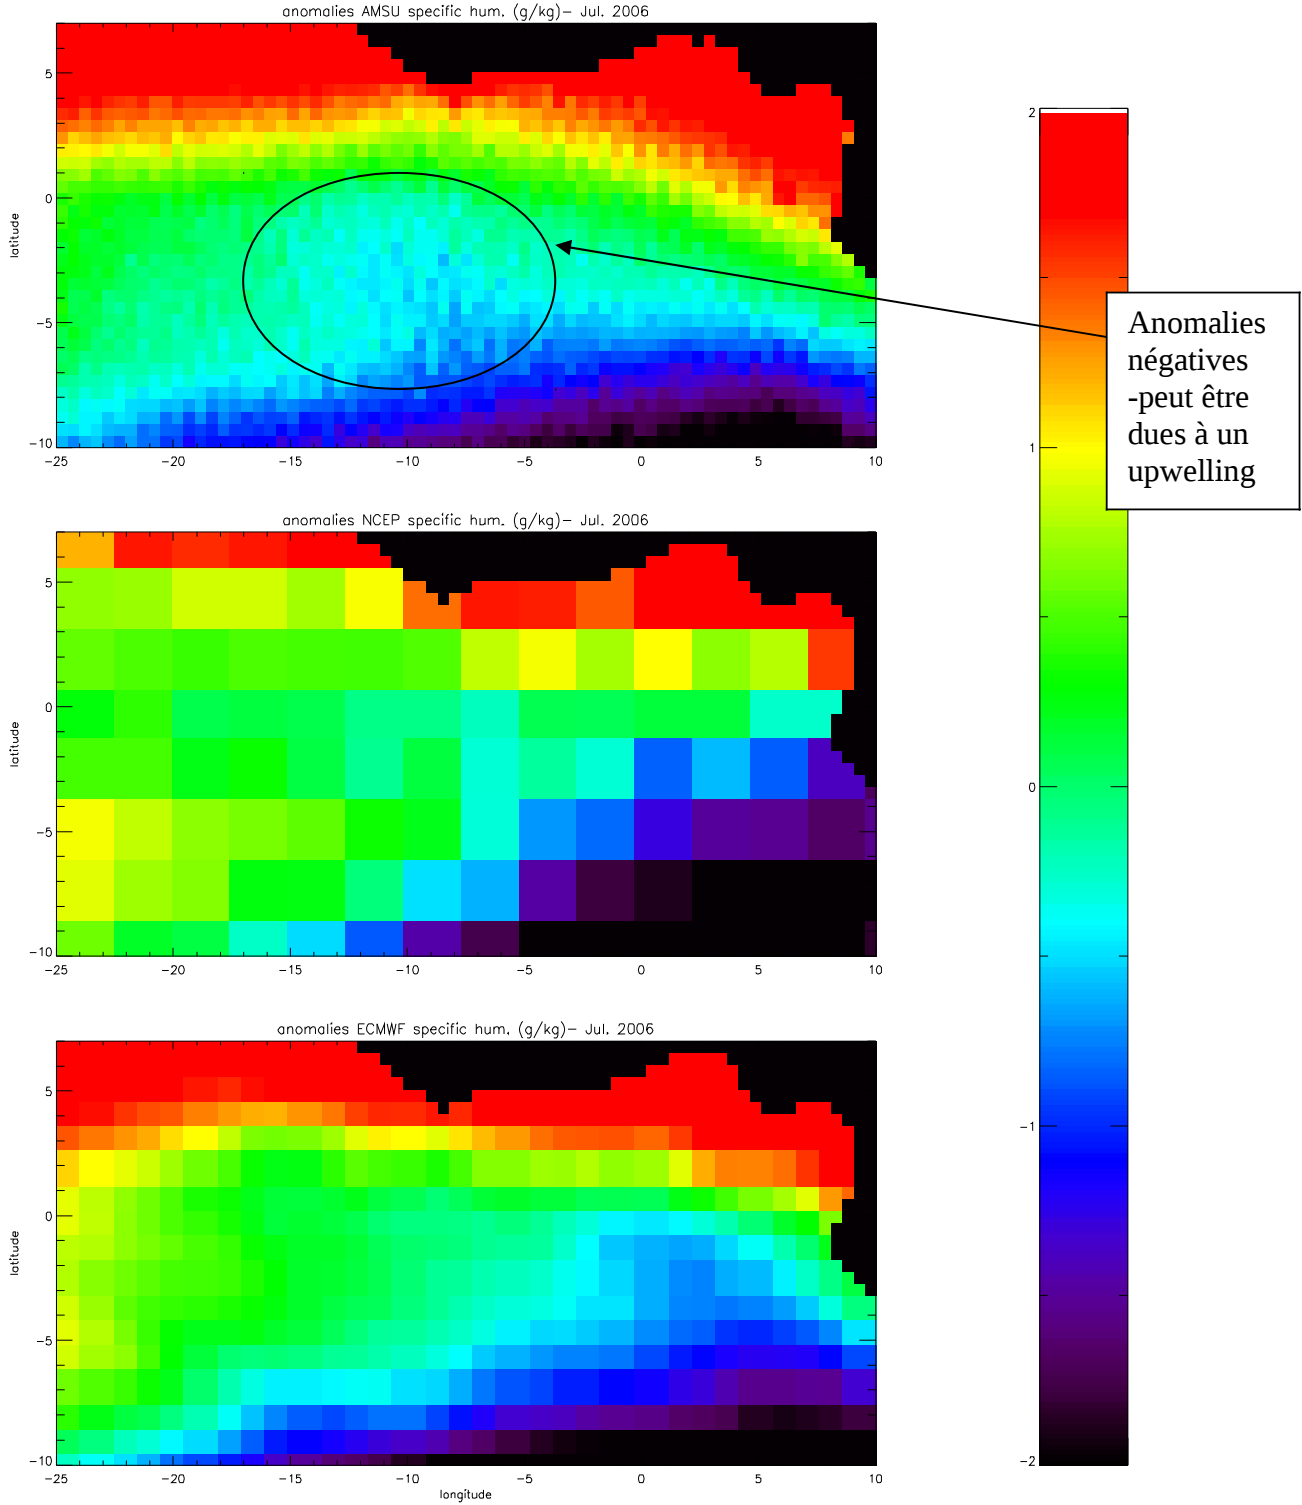 anomalies AMSU specific hum. (g/kg)- Jul. 2006
5
0
-5
-10
latitude
-25 -20 -15 -10 -5 0 5 10
anomalies NCEP specific hum. (g/kg)- Jul. 2006
5
0
-5
-10
latitude
-25 -20 -15 -10 -5 0 5 10
anomalies ECMWF specific hum. (g/kg)- Jul. 2006
5
0
-5
-10
latitude
-25 -20 -15 -10 -5 0 5 10
longitude
2
1
0
-1
-2
Anomalies
négatives
-peut être
dues à un
upwelling